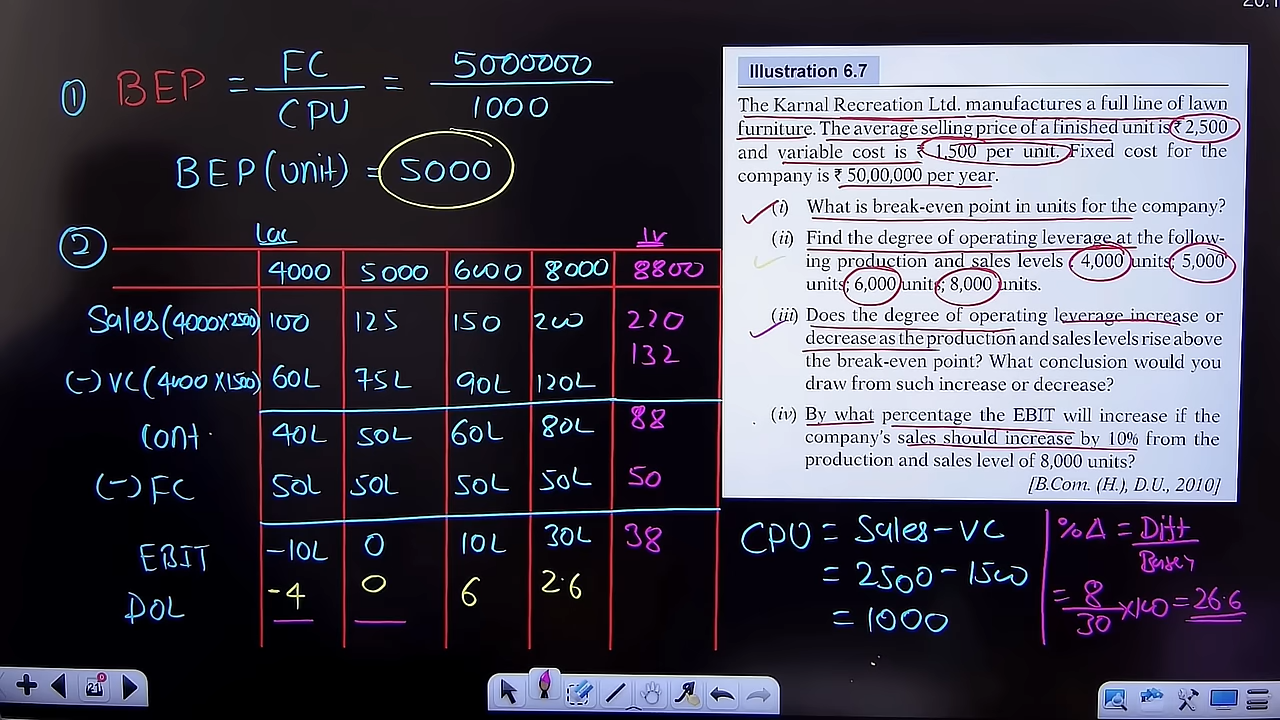 ① BEP = FC / CPU = 5000000 / 1000
BEP (unit) = 5000
②
Lac
4000 5000 6000 8000 8800
Sales (4000x2500) 100 125 150 200 220
132
(-) VC (4000 X1500) 60L 75L 90L 120L
Cont. 40L 50L 60L 80L 88
(-) FC 50L 50L 50L 50L 50
EBIT -10L 0 10L 30L 38
DOL -4 0 6 2.6
Illustration 6.7
The Karnal Recreation Ltd. manufactures a full line of lawn
furniture. The average selling price of a finished unit is ₹ 2,500
and variable cost is ₹ 1,500 per unit. Fixed cost for the
company is ₹ 50,00,000 per year.
(i) What is break-even point in units for the company?
(ii) Find the degree of operating leverage at the follow-
ing production and sales levels 4,000 units; 5,000
units; 6,000 units; 8,000 units.
(iii) Does the degree of operating leverage increase or
decrease as the production and sales levels rise above
the break-even point? What conclusion would you
draw from such increase or decrease?
(iv) By what percentage the EBIT will increase if the
company's sales should increase by 10% from the
production and sales level of 8,000 units?
[B.Com. (H.), D.U., 2010]
CPU = Sales - VC
= 2500 - 1500
= 1000
% Δ = Diff / Base
= 8 / 30 x100 = 26.6
21